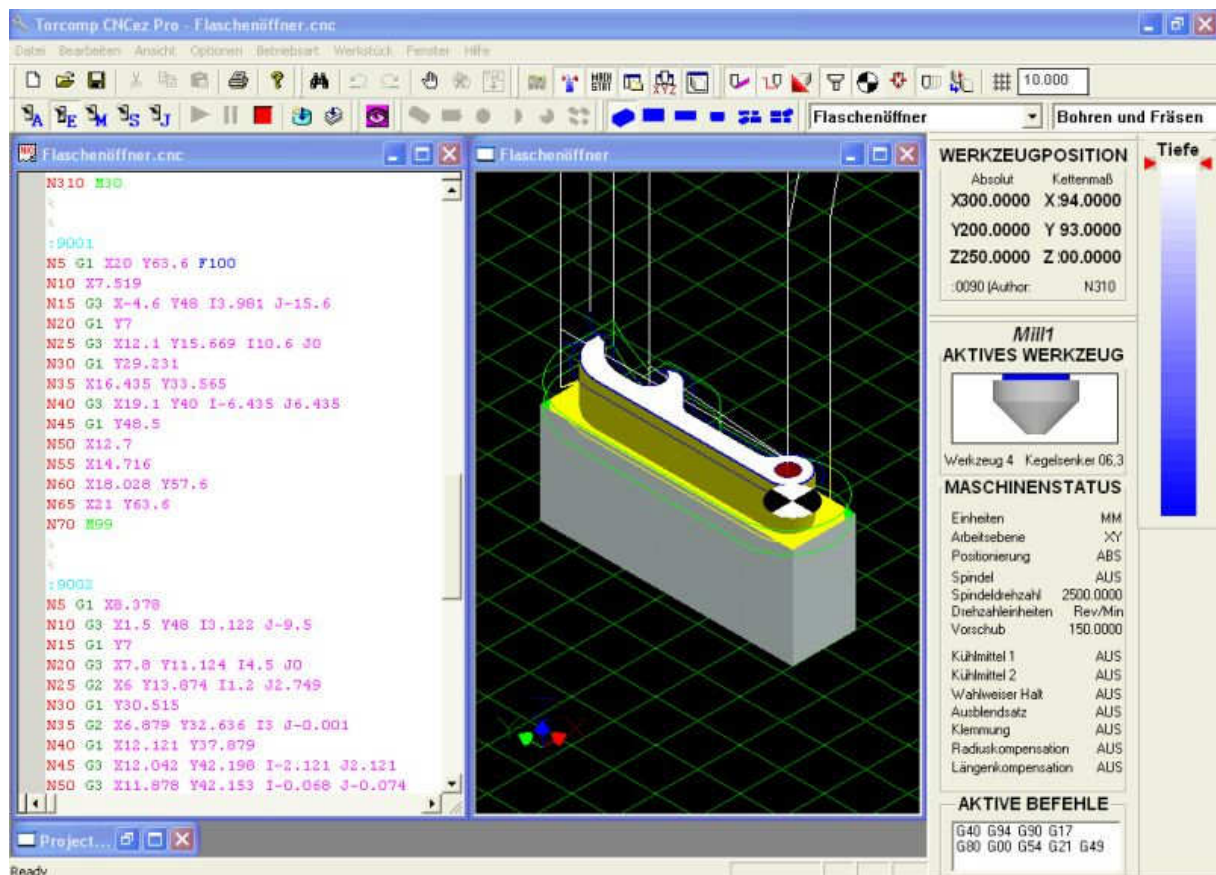 Torcomp CNCez Pro - Flaschenöffner.cnc
Datei Bearbeiten Ansicht Optionen Betriebsart Werkstück Fenster Hilfe
10.000
Flaschenöffner
Bohren und Fräsen
Flaschenöffner.cnc
N310 M30
%
%
:9001
N5 G1 X20 Y63.6 F100
N10 X7.519
N15 G3 X-4.6 Y48 I3.981 J-15.6
N20 G1 Y7
N25 G3 X12.1 Y15.669 I10.6 J0
N30 G1 Y29.231
N35 X16.435 Y33.565
N40 G3 X19.1 Y40 I-6.435 J6.435
N45 G1 Y48.5
N50 X12.7
N55 X14.716
N60 X18.028 Y57.6
N65 X21 Y63.6
N70 M99
%
%
:9002
N5 G1 X8.378
N10 G3 X1.5 Y48 I3.122 J-9.5
N15 G1 Y7
N20 G3 X7.8 Y11.124 I4.5 J0
N25 G2 X6 Y13.874 I1.2 J2.749
N30 G1 Y30.515
N35 G2 X6.879 Y32.636 I3 J-0.001
N40 G1 X12.121 Y37.879
N45 G3 X12.042 Y42.198 I-2.121 J2.121
N50 G3 X11.878 Y42.153 I-0.068 J-0.074
Flaschenöffner
WERKZEUGPOSITION
Absolut Kettenmaß
X300.0000 X:94.0000
Y200.0000 Y 93.0000
Z250.0000 Z:00.0000
:0090 (Author: N310
Mill1
AKTIVES WERKZEUG
Werkzeug 4 Kegelsenker 06,3
MASCHINENSTATUS
Einheiten MM
Arbeitsebene XY
Positionierung ABS
Spindel AUS
Spindeldrehzahl 2500.0000
Drehzahleinheiten Rev/Min
Vorschub 150.0000
Kühlmittel 1 AUS
Kühlmittel 2 AUS
Wahlweiser Halt AUS
Ausblendsatz AUS
Klemmung AUS
Radiuskompensation AUS
Längenkompensation AUS
AKTIVE BEFEHLE
G40 G94 G90 G17
G80 G00 G54 G21 G49
Tiefe
Project...
Ready